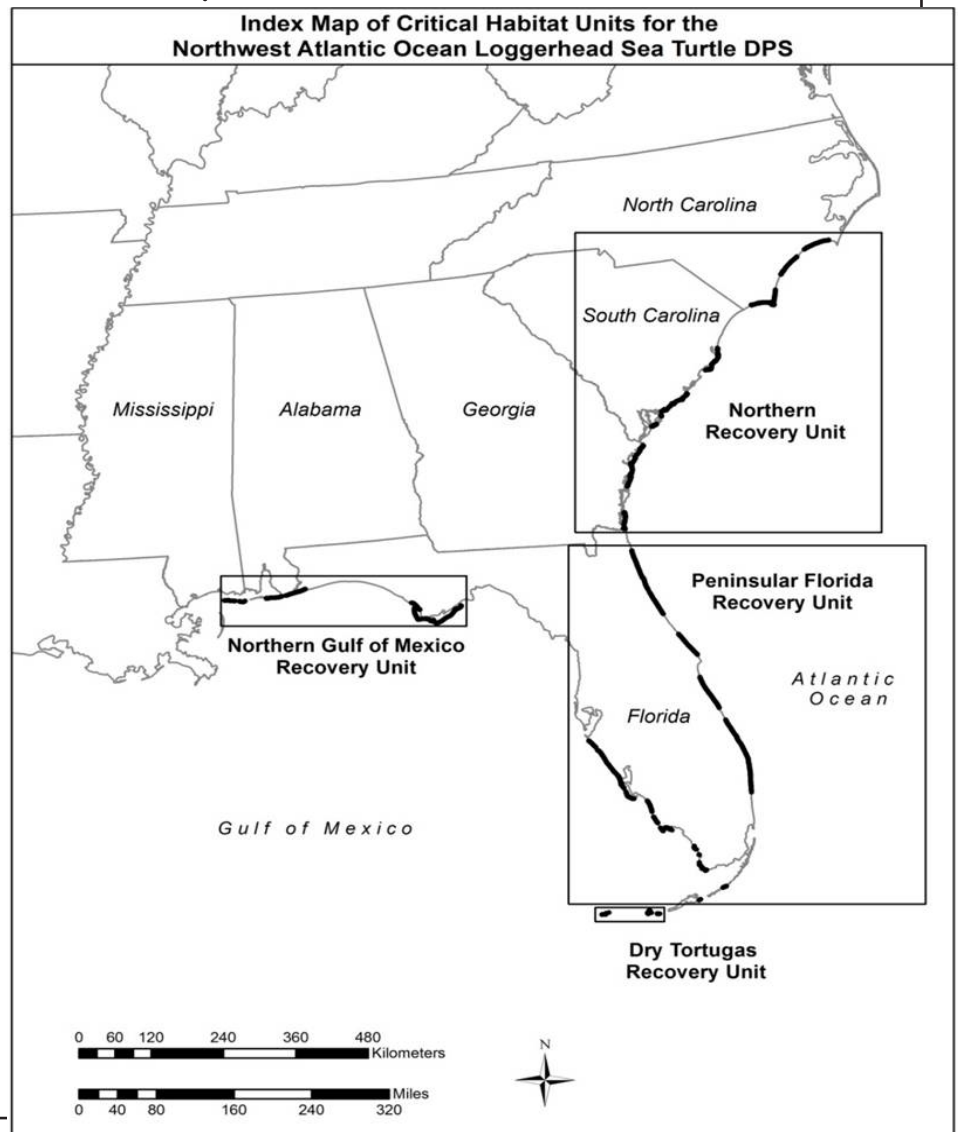 Index Map of Critical Habitat Units for the
Northwest Atlantic Ocean Loggerhead Sea Turtle DPS
North Carolina
South Carolina
Mississippi
Alabama
Georgia
Northern
Recovery Unit
Peninsular Florida
Recovery Unit
Northern Gulf of Mexico
Recovery Unit
Atlantic
Ocean
Florida
Gulf of Mexico
Dry Tortugas
Recovery Unit
0 60 120 240 360 480
Kilometers
N
Miles
0 40 80 160 240 320